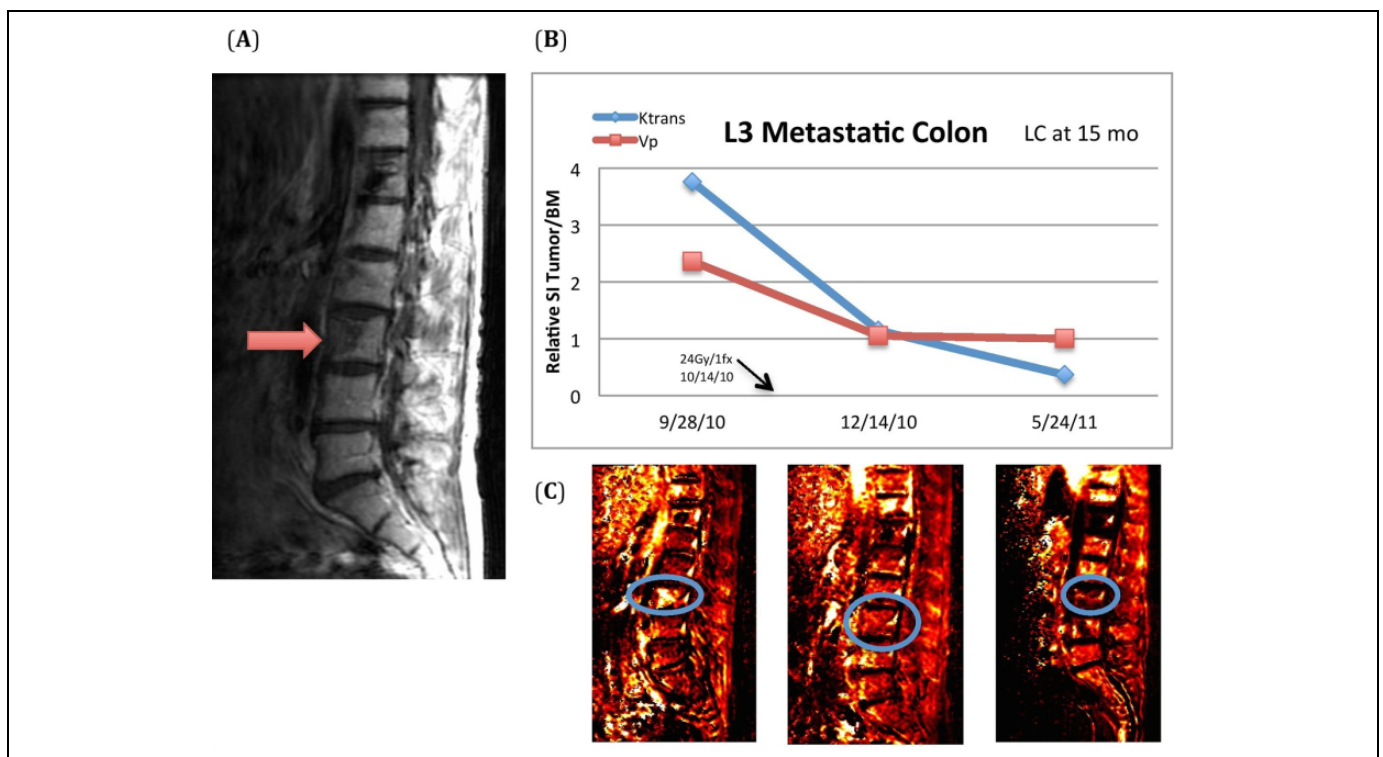 (A)
(B)
Ktrans
Vp
L3 Metastatic Colon
LC at 15 mo
Relative SI Tumor/BM
4
3
2
1
0
24Gy/1fx
10/14/10
9/28/10
12/14/10
5/24/11
(C)